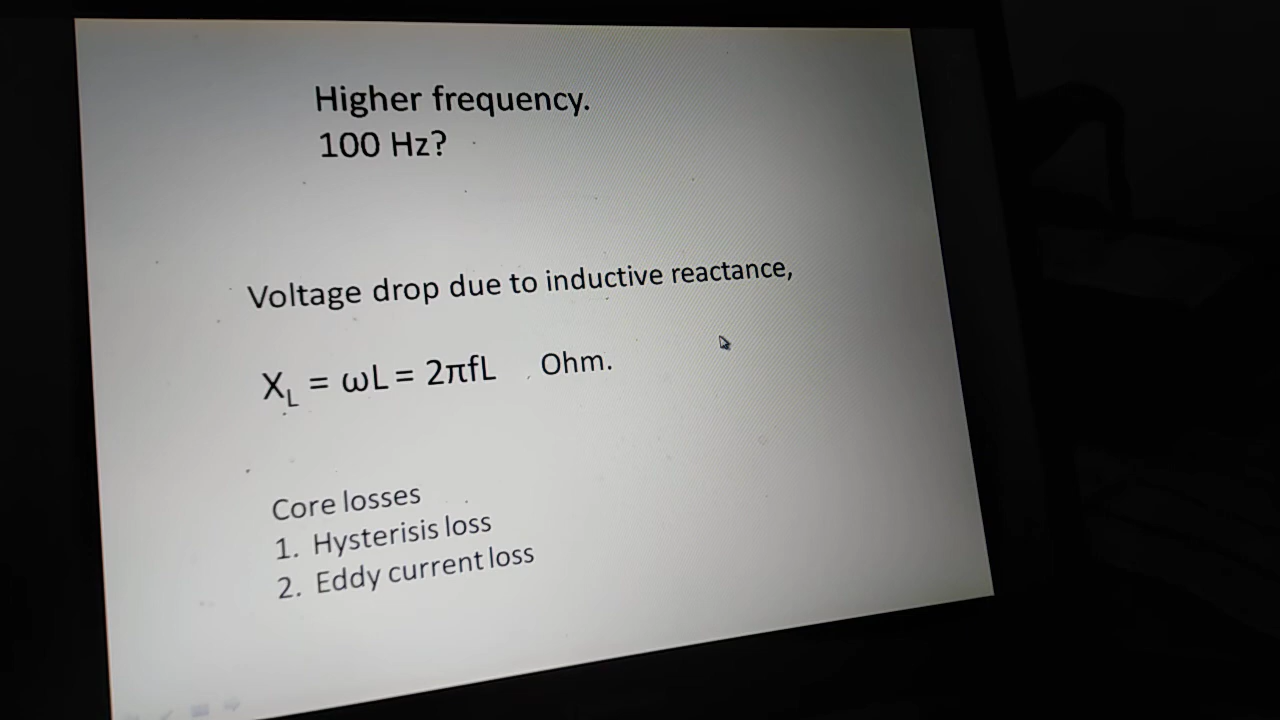 Higher frequency.
100 Hz?
Voltage drop due to inductive reactance,
X_L = ωL = 2πfL Ohm.
Core losses
1. Hysterisis loss
2. Eddy current loss